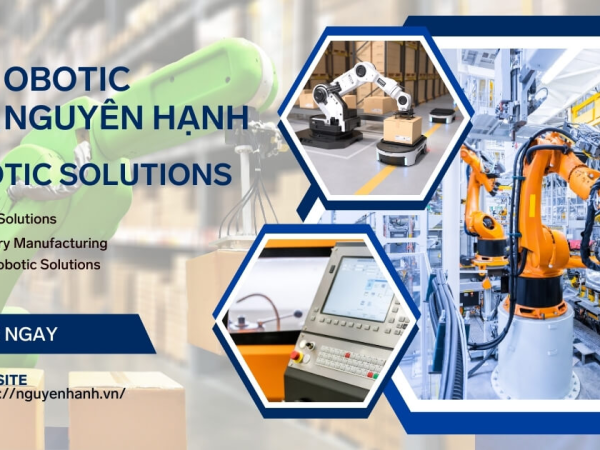 OBOTIC
NGUYÊN HẠNH
OTIC SOLUTIONS
Solutions
ry Manufacturing
obotic Solutions
NGAY
SITE
://nguyenhanh.vn/